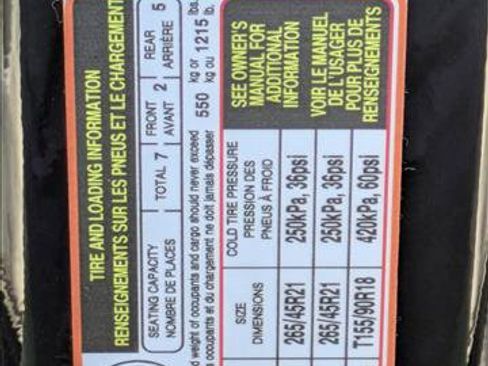 TIRE AND LOADING INFORMATION
RENSEIGNEMENTS SUR LES PNEUS ET LE CHARGEMENT
SEATING CAPACITY
NOMBRE DE PLACES
TOTAL 7
FRONT
AVANT
2
REAR
ARRIÈRE
5
weight of occupants and cargo should never exceed
occupants et du chargement ne doit jamais dépasser
550
kg or
kg ou
1215
lbs.
lb.
SIZE
DIMENSIONS
COLD TIRE PRESSURE
PRESSION DES
PNEUS À FROID
265/45R21 250kPa, 36psi
265/45R21 250kPa, 36psi
T155/90R18 420kPa, 60psi
SEE OWNER'S
MANUAL FOR
ADDITIONAL
INFORMATION
VOIR LE MANUEL
DE L'USAGER
POUR PLUS DE
RENSEIGNEMENTS